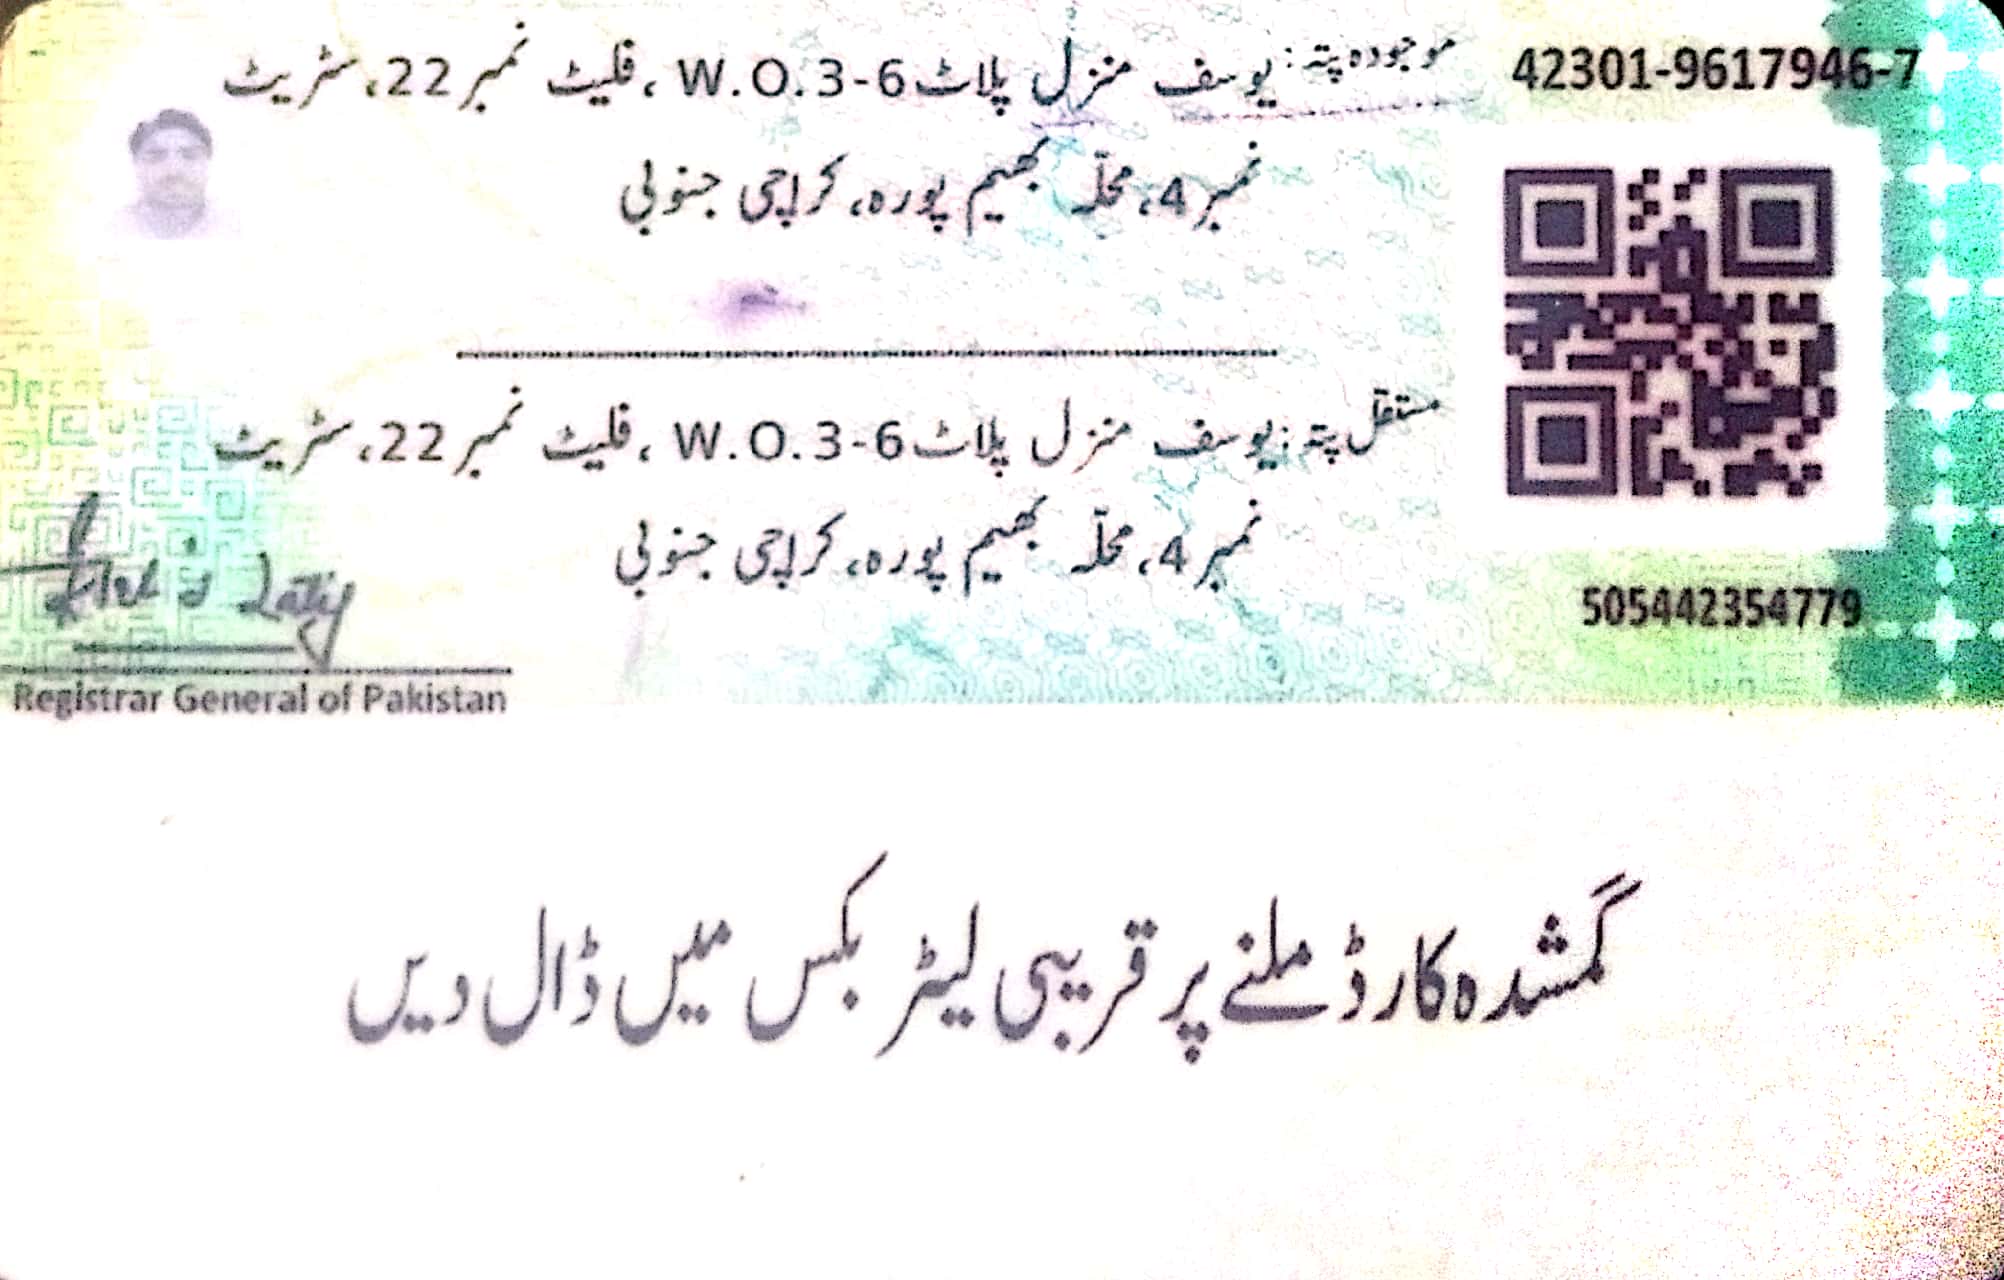 42301-9617946-7
موجودہ پتہ: یوسف منزل پلاٹ W.O.3-6، فلیٹ نمبر 22، سٹریٹ
نمبر 4، محلّہ بھیم پورہ، کراچی جنوبی
مستقل پتہ: یوسف منزل پلاٹ W.O.3-6، فلیٹ نمبر 22، سٹریٹ
نمبر 4، محلّہ بھیم پورہ، کراچی جنوبی
505442354779
Registrar General of Pakistan
گمشدہ کارڈ ملنے پر قریبی لیٹر بکس میں ڈال دیں